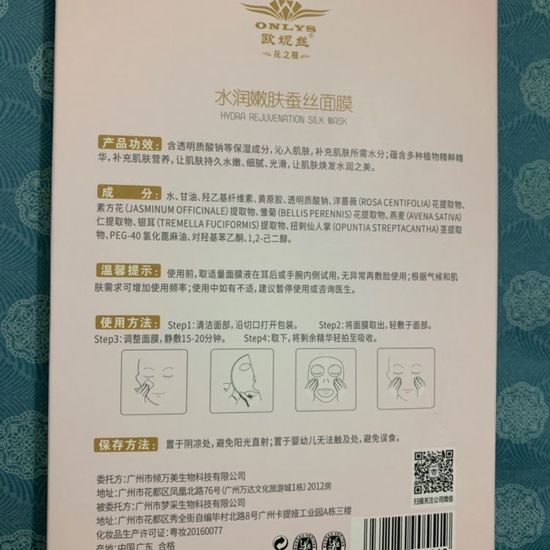 ONLYS
欧妮丝
花之瘾
水润嫩肤蚕丝面膜
HYDRA REJUVENATION SILK MASK
产品功效: 含透明质酸钠等保湿成分,沁入肌肤,补充肌肤所需水分;蕴含多种植物精粹精
华,补充肌肤营养,让肌肤持久水嫩、细腻、光滑,让肌肤焕发水润之美。
成 分: 水、甘油、羟乙基纤维素、黄原胶、透明质酸钠、洋蔷薇(ROSA CENTIFOLIA)花提取物、
素方花(JASMINUM OFFICINALE)提取物、雏菊(BELLIS PERENNIS)花提取物、燕麦(AVENA SATIVA)
仁提取物、银耳(TREMELLA FUCIFORMIS)提取物、扭刺仙人掌(OPUNTIA STREPTACANTHA)茎提
取物、PEG-40 氢化蓖麻油、对羟基苯乙酮、1,2-己二醇。
温馨提示: 使用前,取适量面膜液在耳后或手腕内侧试用,无异常再敷脸使用;根据气候和肌
肤需求可增加使用频率;使用中如有不适,建议暂停使用或咨询医生。
使用方法: Step1:清洁面部,沿切口打开包装。 Step2:将面膜取出,轻敷于面部。
Step3:调整面膜,静敷15-20分钟。 Step4:取下,将剩余精华轻拍至吸收。
保存方法: 置于阴凉处,避免阳光直射;置于婴幼儿无法触及处,避免误食。
扫描关注公司微信
委托方:广州市倾万美生物科技有限公司
地址:广州市花都区凤凰北路76号(广州万达文化旅游城1栋)2012房
被委托方:广州市梦采生物科技有限公司
地址:广州市花都区秀全街自编毕村北路8号广州卡提娅工业园A栋三楼
化妆品生产许可证:粤妆20160077
产地:中国广东 合格